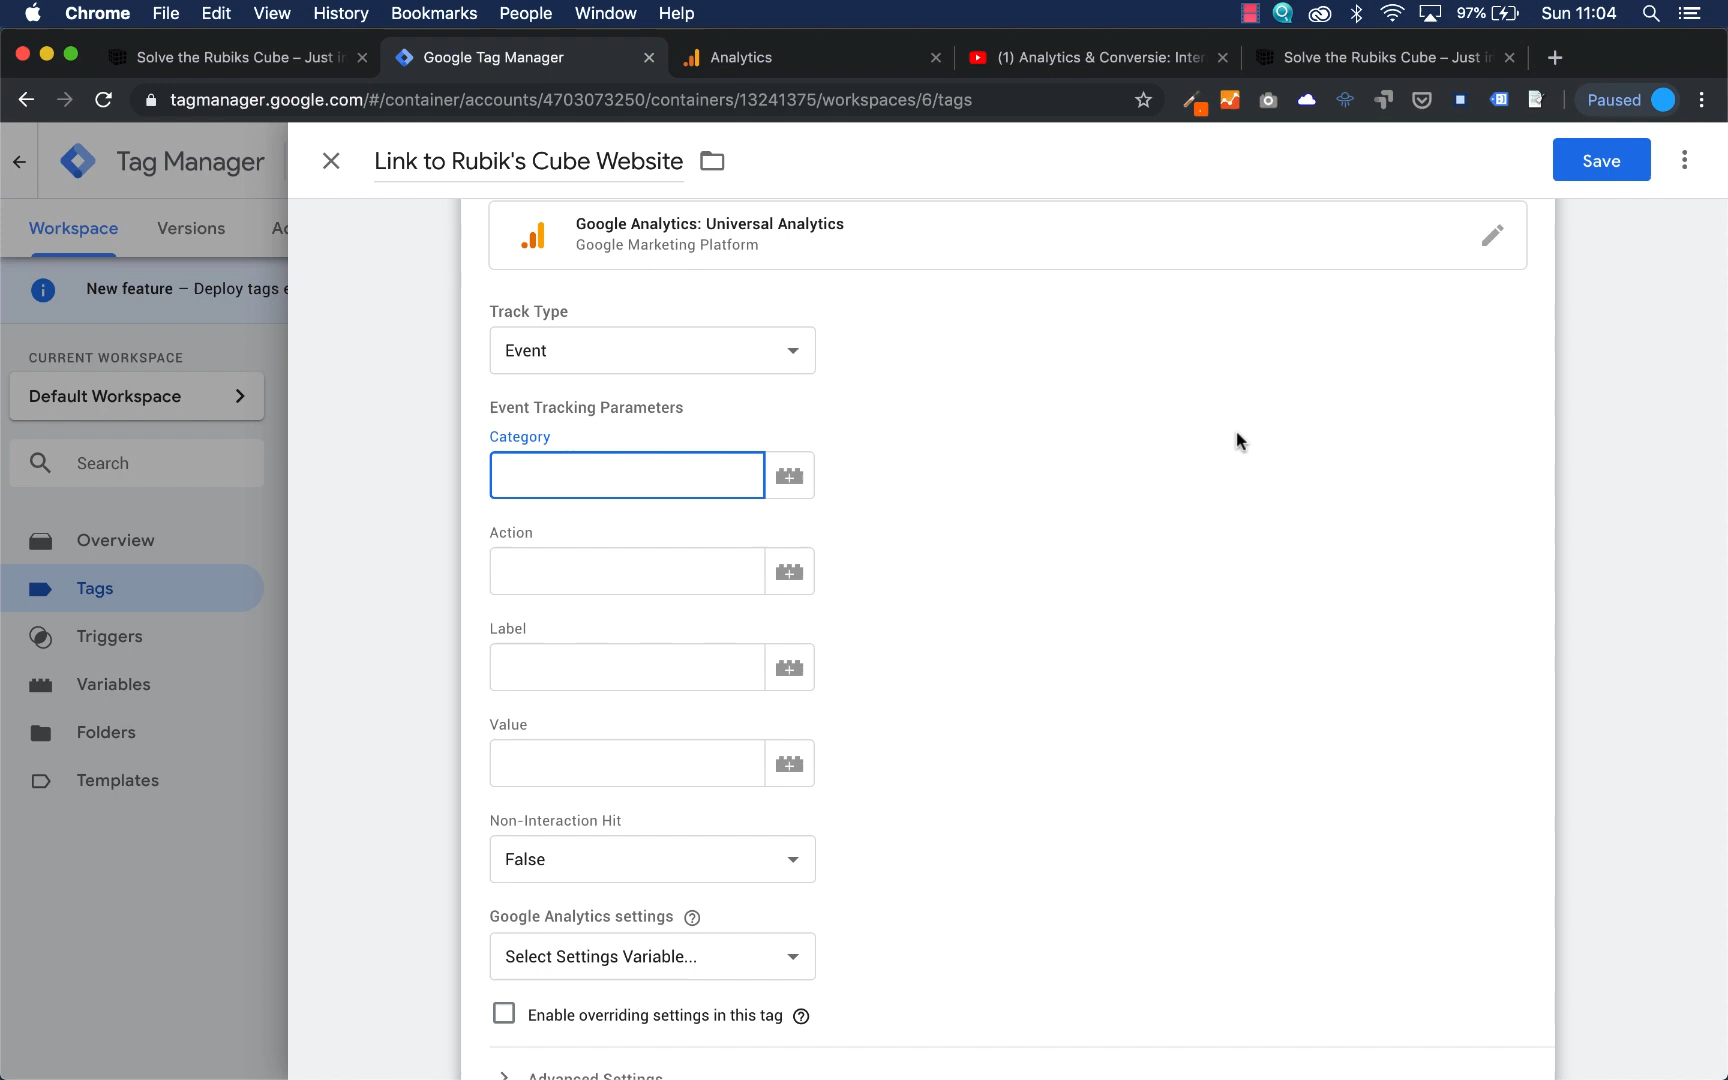 Chrome File Edit View History Bookmarks People Window Help 97% Sun 11:04
Solve the Rubiks Cube – Just in Google Tag Manager Analytics (1) Analytics & Conversie: Inter Solve the Rubiks Cube – Just in
tagmanager.google.com/#/container/accounts/4703073250/containers/13241375/workspaces/6/tags Paused
Tag Manager
Link to Rubik's Cube Website
Save
Workspace Versions Ac
New feature – Deploy tags e
CURRENT WORKSPACE
Default Workspace
Search
Overview
Tags
Triggers
Variables
Folders
Templates
Google Analytics: Universal Analytics
Google Marketing Platform
Track Type
Event
Event Tracking Parameters
Category
Action
Label
Value
Non-Interaction Hit
False
Google Analytics settings
Select Settings Variable...
Enable overriding settings in this tag
Advanced Settings